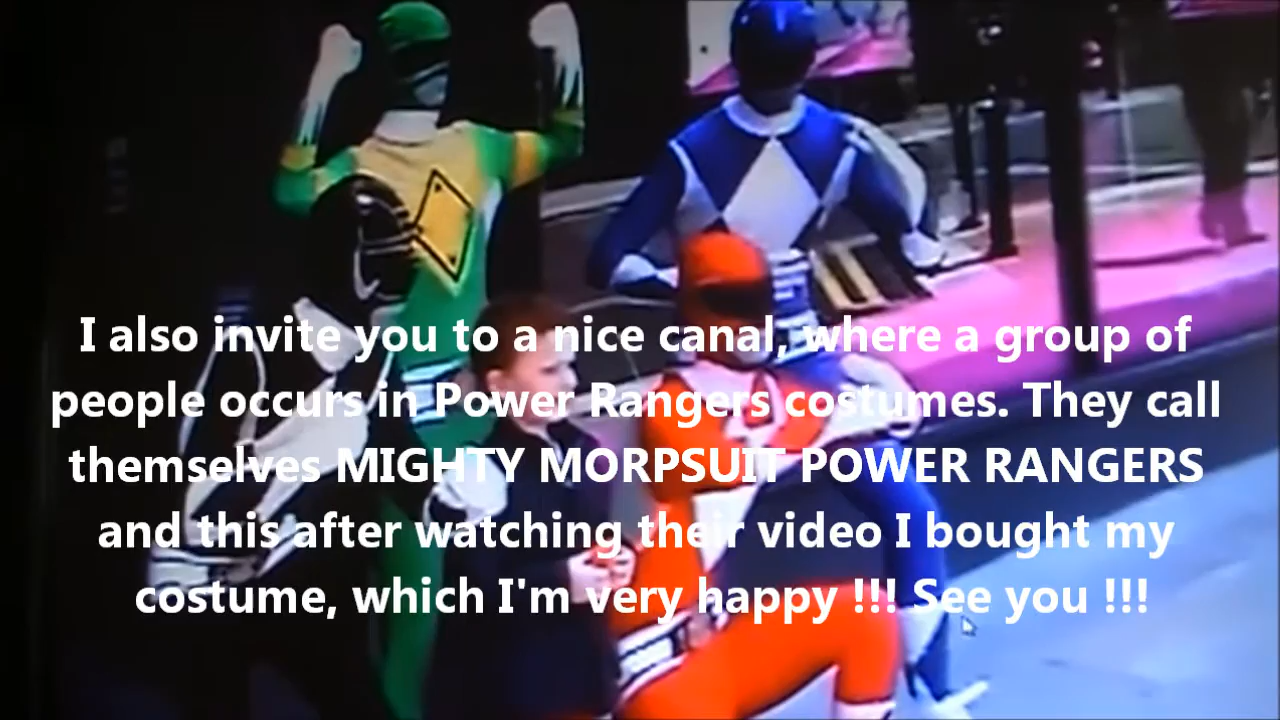 I also invite you to a nice canal, where a group of
people occurs in Power Rangers costumes. They call
themselves MIGHTY MORPSUIT POWER RANGERS
and this after watching their video I bought my
costume, which I'm very happy !!! See you !!!